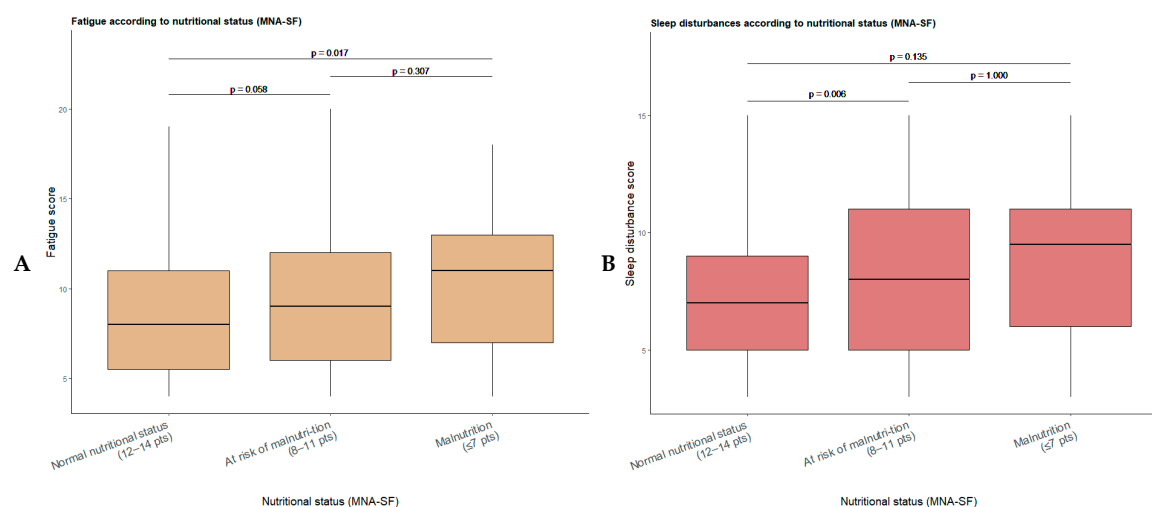 Fatigue according to nutritional status (MNA-SF)
p = 0.017
p = 0.307
p = 0.058
20
15
10
5
Fatigue score
A
Normal nutritional status
(12–14 pts)
At risk of malnutri-tion
(8–11 pts)
Malnutrition
(≤7 pts)
Nutritional status (MNA-SF)
Sleep disturbances according to nutritional status (MNA-SF)
p = 0.135
p = 1.000
p = 0.006
15
10
5
Sleep disturbance score
B
Normal nutritional status
(12–14 pts)
At risk of malnutri-tion
(8–11 pts)
Malnutrition
(≤7 pts)
Nutritional status (MNA-SF)